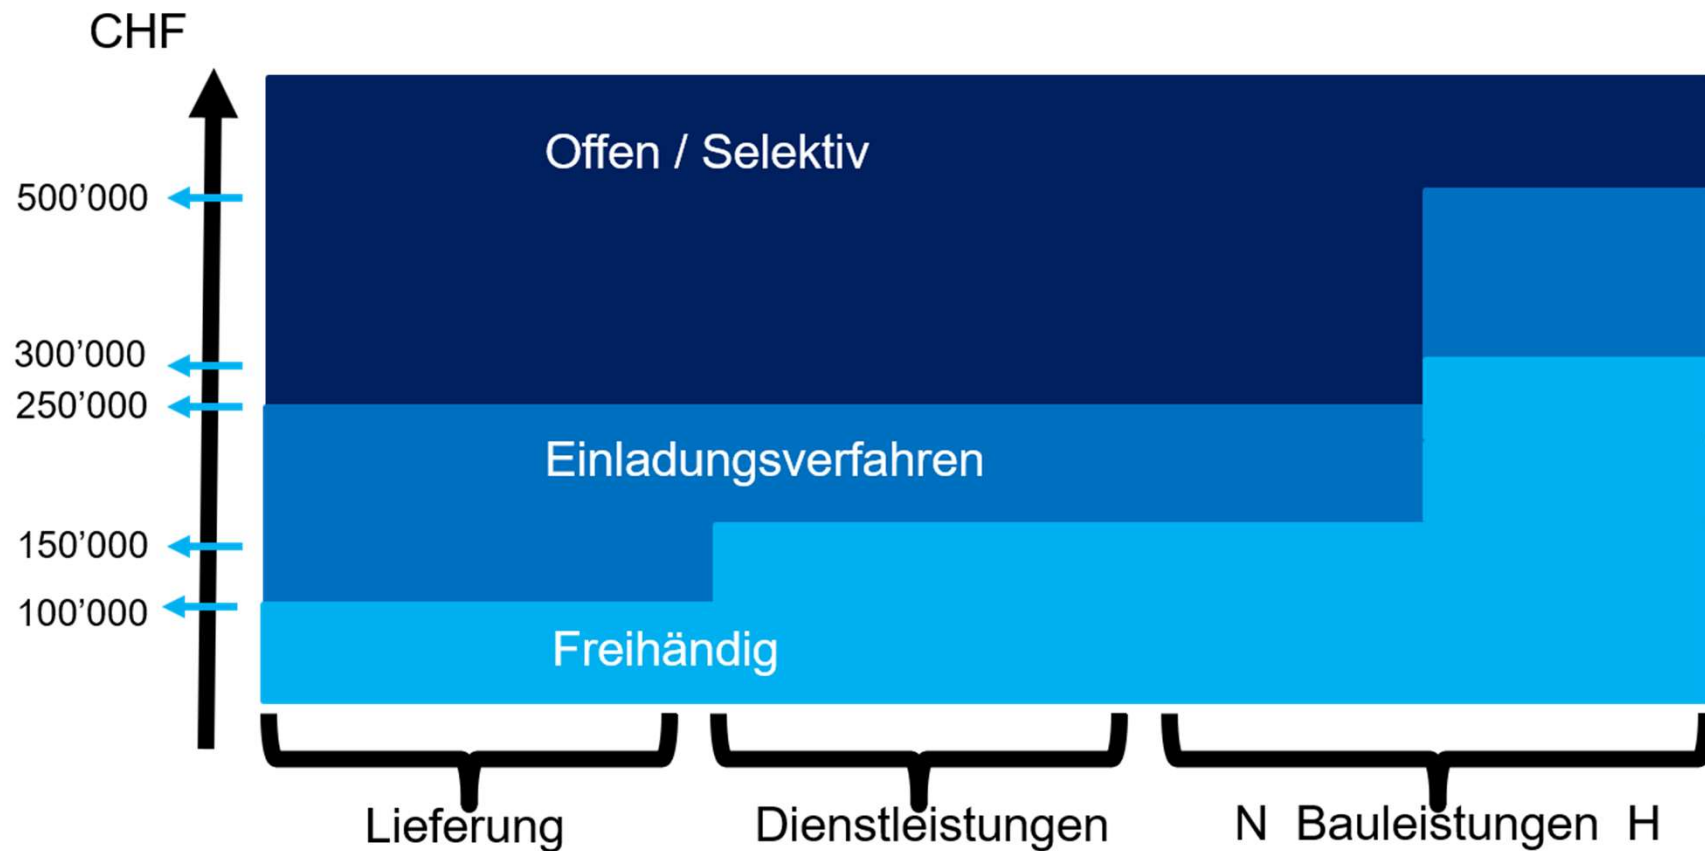 CHF
Offen / Selektiv
500’000
300’000
250’000
Einladungsverfahren
150’000
100’000
Freihändig
Lieferung
Dienstleistungen
N Bauleistungen H